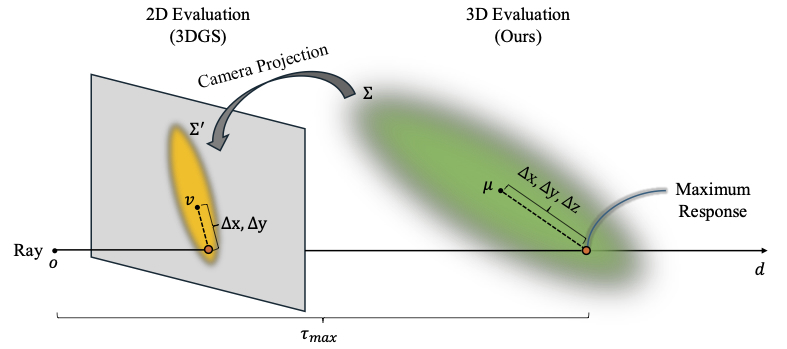 2D Evaluation
(3DGS)
3D Evaluation
(Ours)
Camera Projection
Σ
Σ′
μ
Δx, Δy, Δz
Maximum
Response
v
Δx, Δy
Ray
o
d
τmax